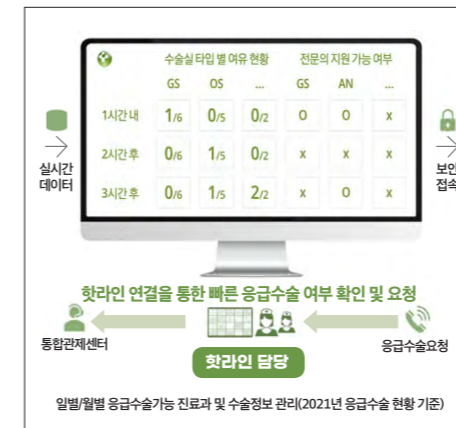 수술실 타입 별 여유 현황 전문의 지원 가능 여부
GS OS ... GS AN ...
1시간 내 1/6 0/5 0/2 O O x
2시간 후 0/6 1/5 0/2 x x x
3시간 후 0/6 1/5 2/2 x O x
실시간
데이터
보안
접속
핫라인 연결을 통한 빠른 응급수술 여부 확인 및 요청
통합관제센터
응급수술요청
핫라인 담당
일별/월별 응급수술가능 진료과 및 수술정보 관리(2021년 응급수술 현황 기준)